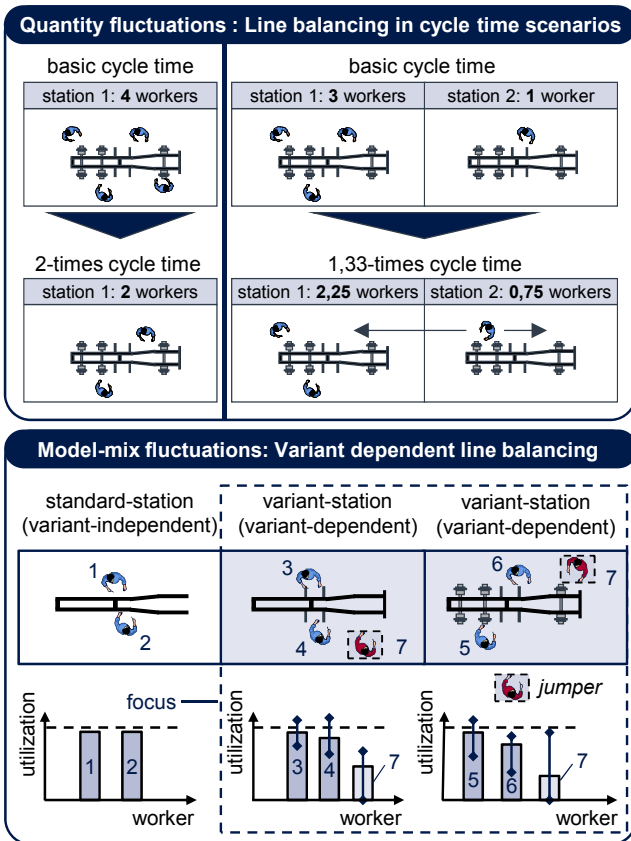 Quantity fluctuations : Line balancing in cycle time scenarios
basic cycle time
station 1: 4 workers
2-times cycle time
station 1: 2 workers
basic cycle time
station 1: 3 workers
station 2: 1 worker
1,33-times cycle time
station 1: 2,25 workers
station 2: 0,75 workers
Model-mix fluctuations: Variant dependent line balancing
standard-station
(variant-independent)
variant-station
(variant-dependent)
variant-station
(variant-dependent)
1
2
3
4
7
6
7
5
focus
jumper
utilization
1
2
worker
utilization
3
4
7
worker
utilization
5
6
7
worker